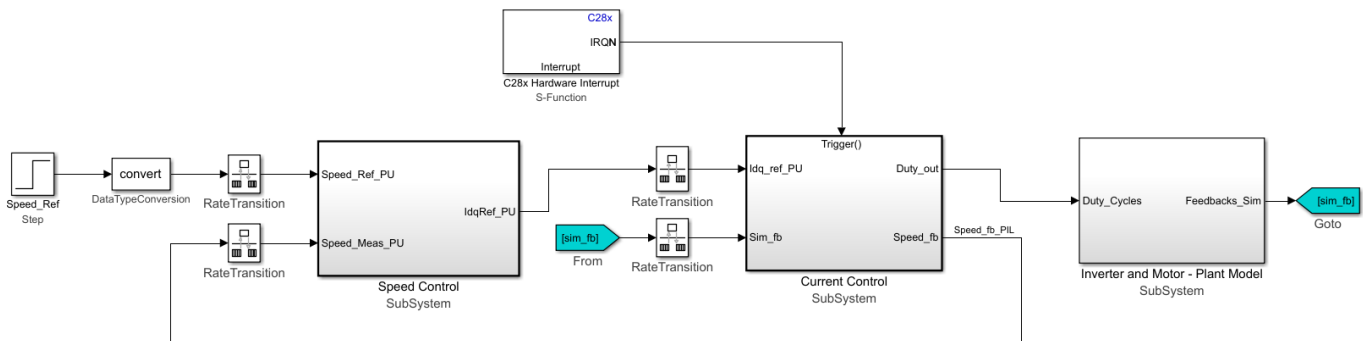 C28x
IRQN
Interrupt
C28x Hardware Interrupt
S-Function
Speed_Ref
Step
convert
DataTypeConversion
RateTransition
RateTransition
Speed_Ref_PU
IdqRef_PU
Speed_Meas_PU
Speed Control
SubSystem
[sim_fb]
From
RateTransition
RateTransition
Trigger()
Idq_ref_PU
Duty_out
Sim_fb
Speed_fb
Current Control
SubSystem
Speed_fb_PIL
Duty_Cycles
Feedbacks_Sim
Inverter and Motor - Plant Model
SubSystem
[sim_fb]
Goto